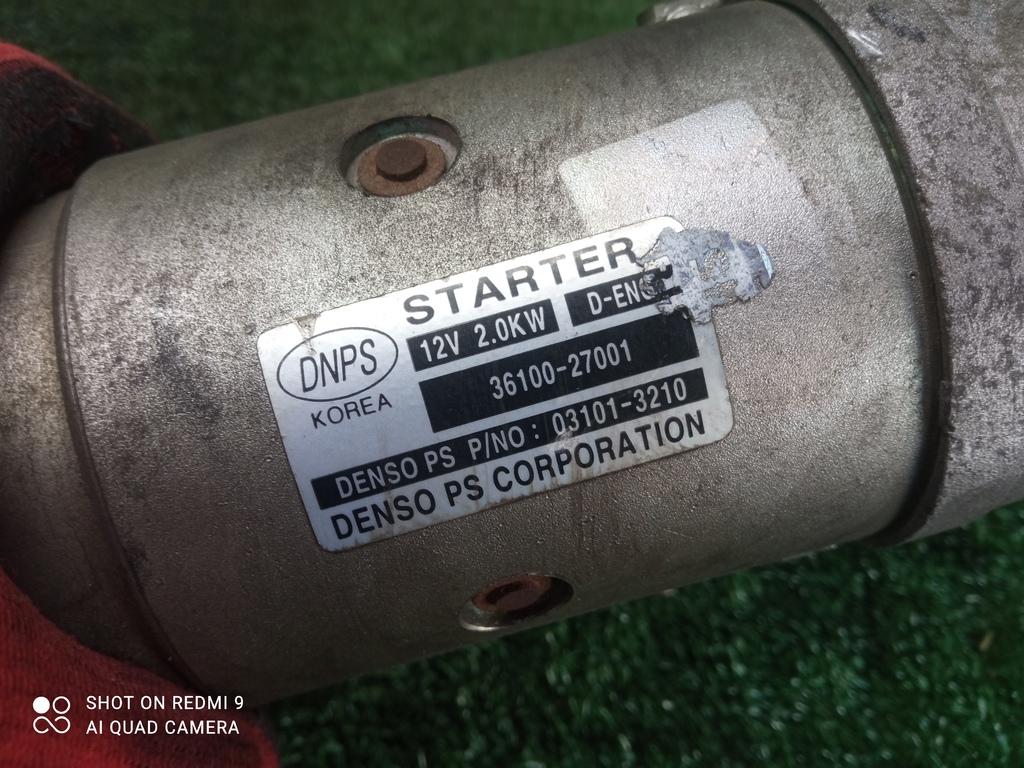 STARTER
12V 2.0KW
DNPS
KOREA
36100-27001
DENSO PS P/NO : 03101-3210
DENSO PS CORPORATION
SHOT ON REDMI 9
AI QUAD CAMERA